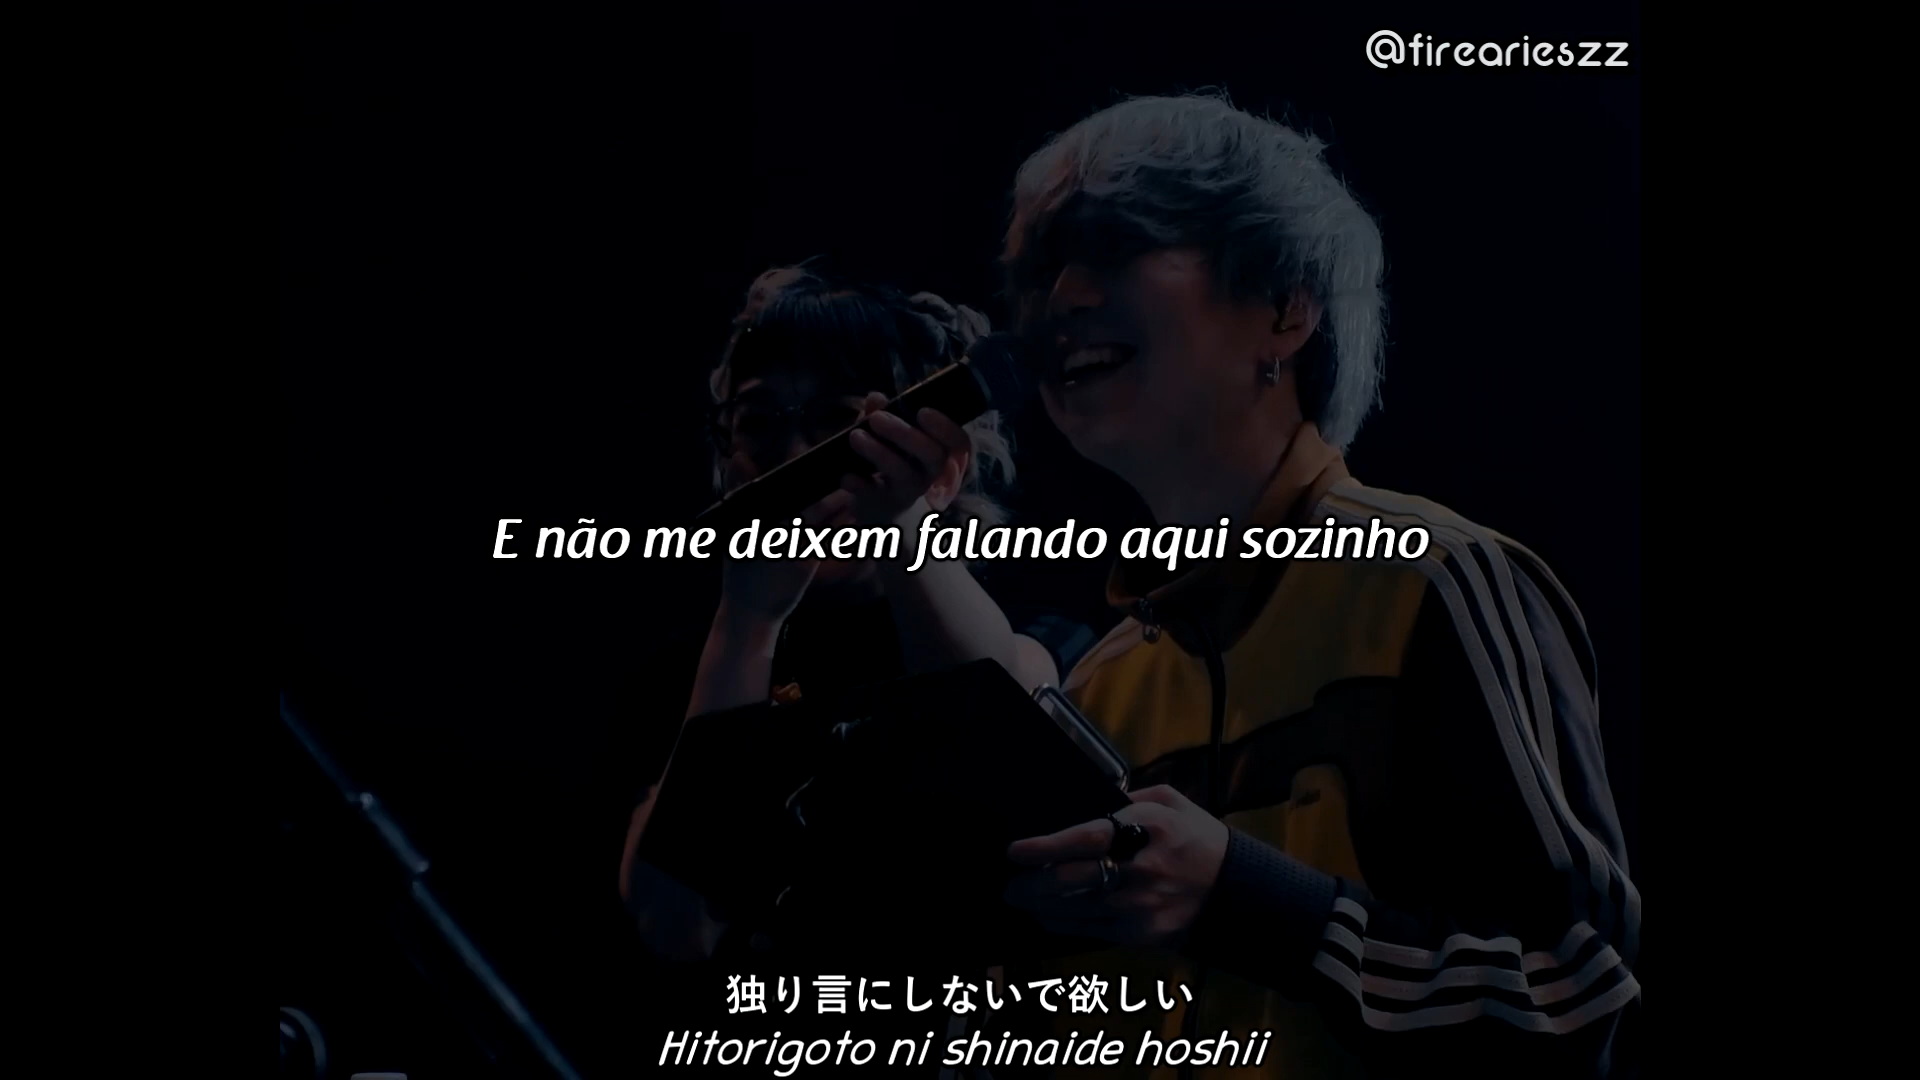 @firearieszz
E não me deixem falando aqui sozinho
独り言にしないで欲しい
Hitorigoto ni shinaide hoshii